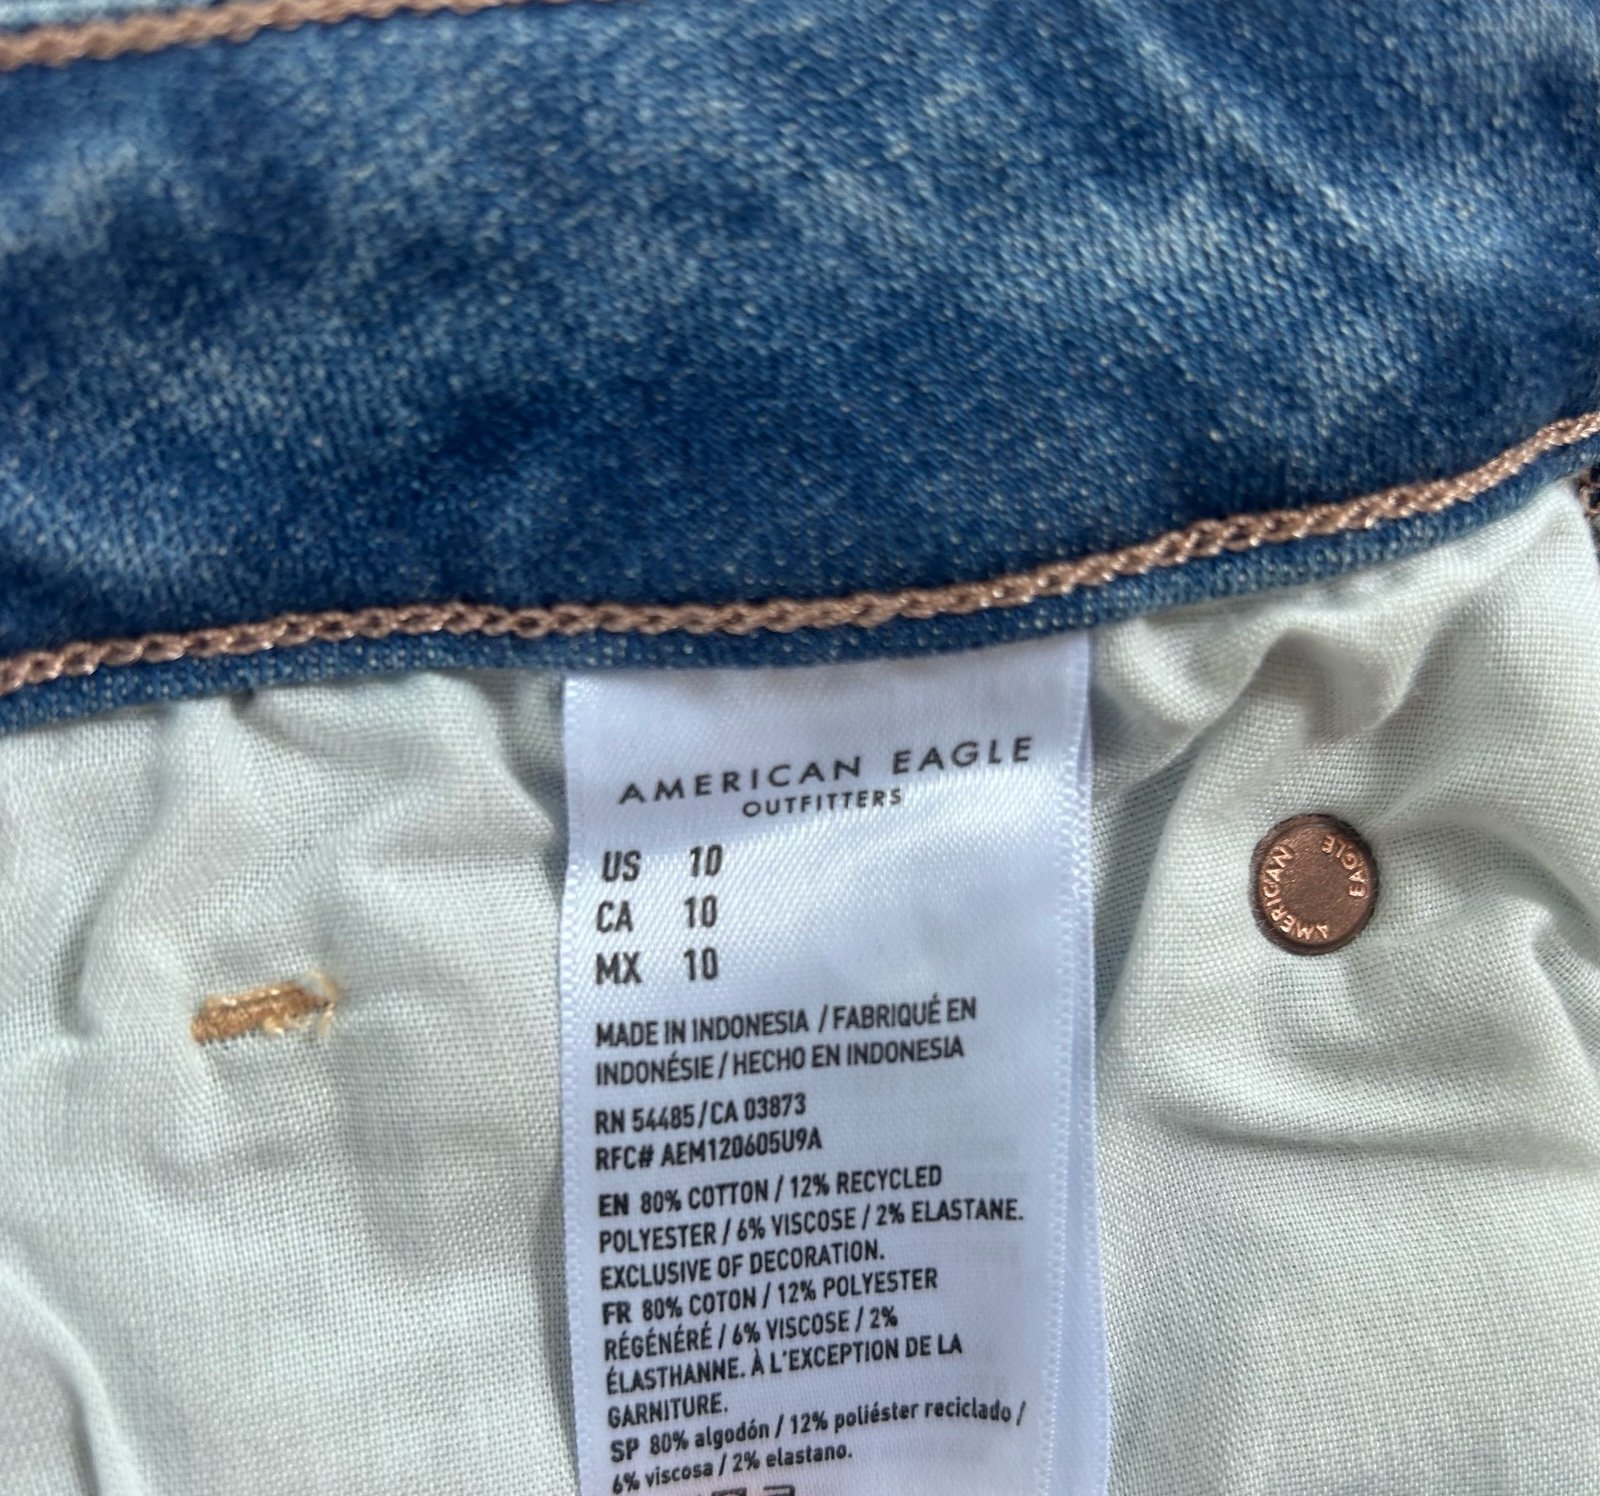 AMERICAN EAGLE
OUTFITTERS
US 10
CA 10
MX 10
MADE IN INDONESIA / FABRIQUÉ EN
INDONÉSIE / HECHO EN INDONESIA
RN 54485 / CA 03873
RFC# AEM120605U9A
EN 80% COTTON / 12% RECYCLED
POLYESTER / 6% VISCOSE / 2% ELASTANE.
EXCLUSIVE OF DECORATION.
FR 80% COTON / 12% POLYESTER
RÉGÉNÉRÉ / 6% VISCOSE / 2%
ÉLASTHANNE. À L'EXCEPTION DE LA
GARNITURE.
SP 80% algodón / 12% poliéster reciclado /
6% viscosa / 2% elastano.
AMERICAN EAGLE